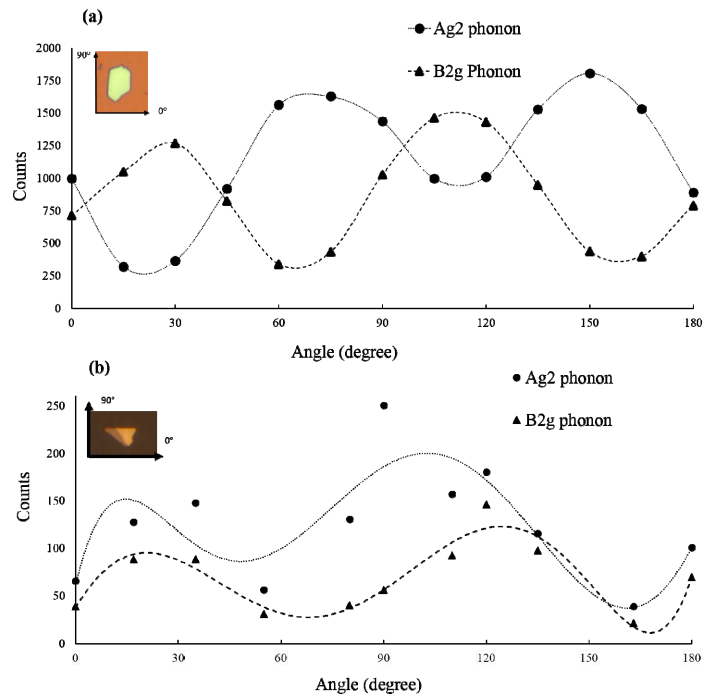 (a)
Ag2 phonon
B2g Phonon
2000
1750
1500
1250
1000
750
500
250
0
Counts
90°
0°
0 30 60 90 120 150 180
Angle (degree)
(b)
Ag2 phonon
B2g phonon
250
200
150
100
50
0
Counts
90°
0°
0 30 60 90 120 150 180
Angle (degree)